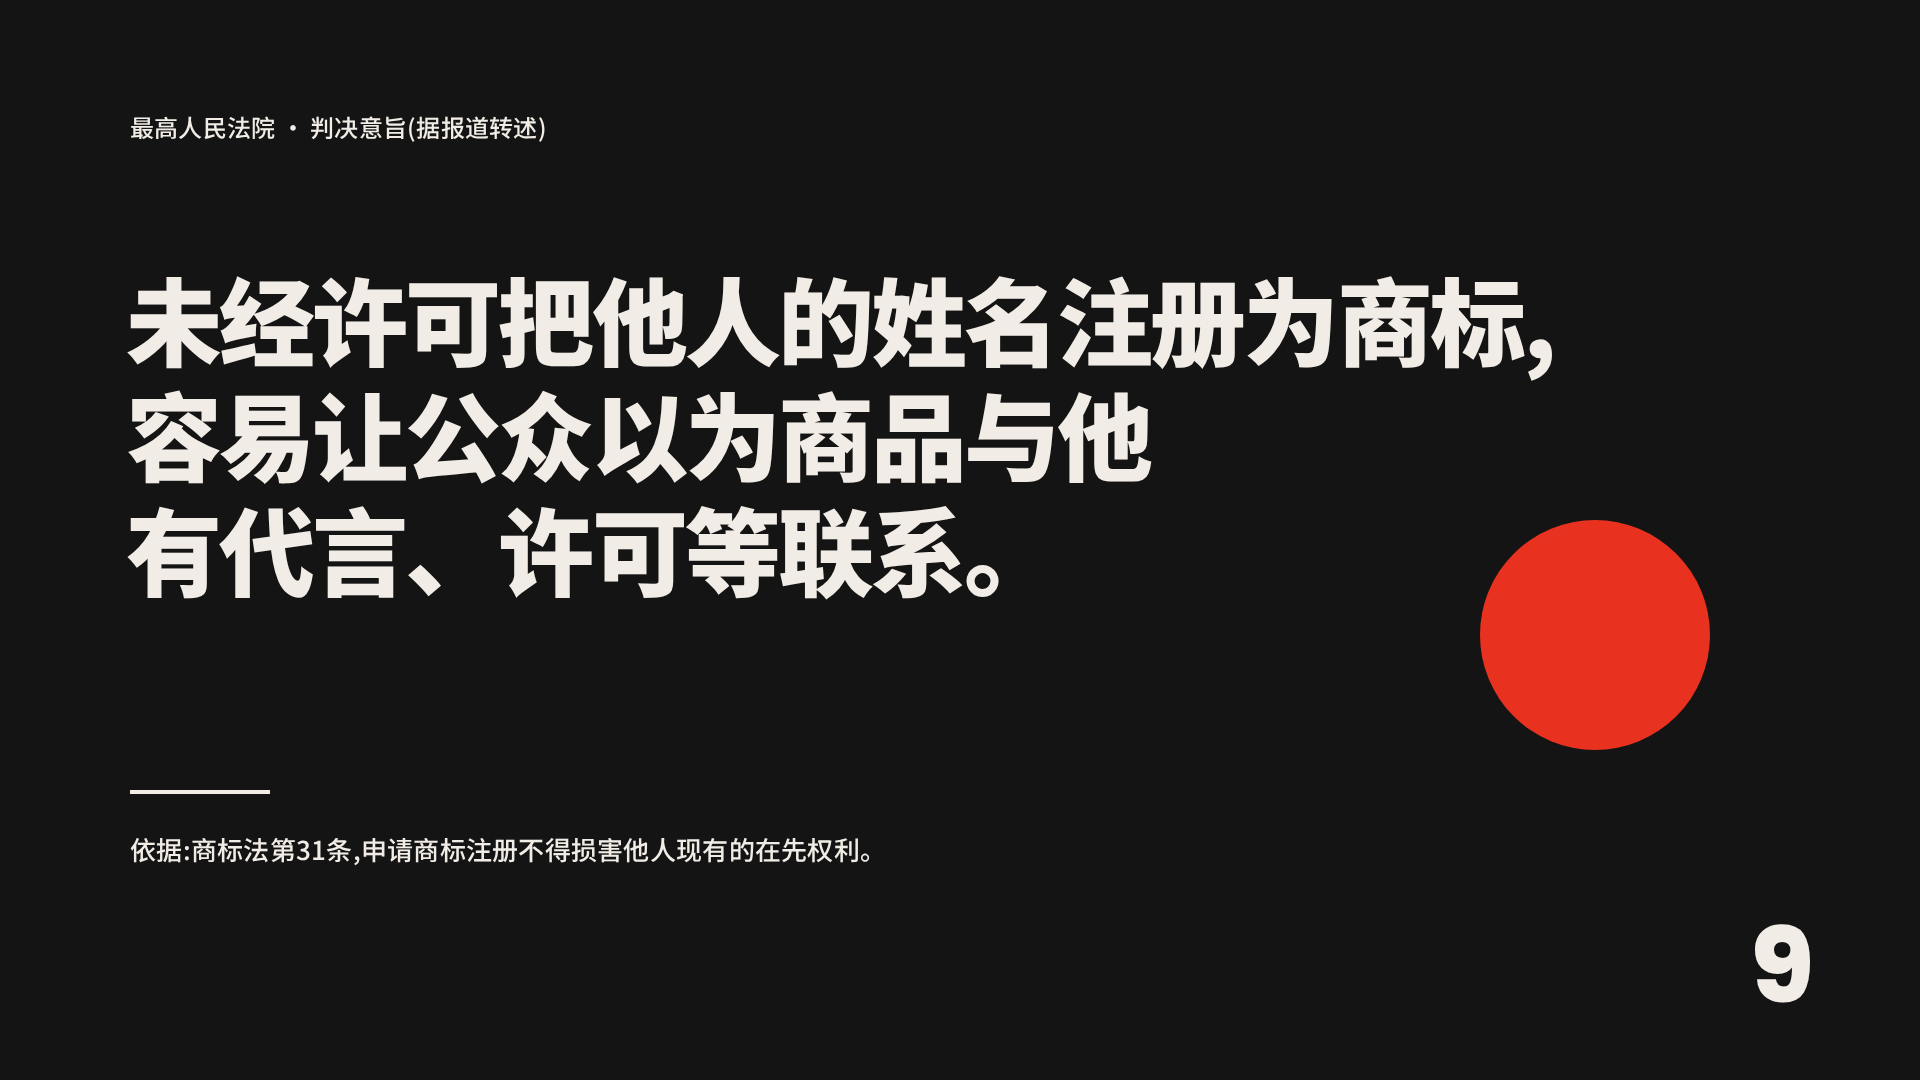 最高人民法院 · 判决意旨(据报道转述)
未经许可把他人的姓名注册为商标,
容易让公众以为商品与他
有代言、许可等联系。
依据:商标法第31条,申请商标注册不得损害他人现有的在先权利。
9